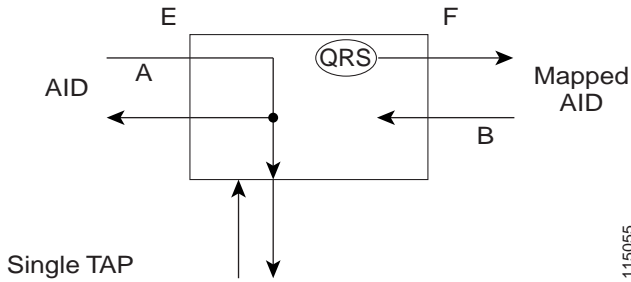 E
F
QRS
A
AID
Mapped
AID
B
Single TAP
115055